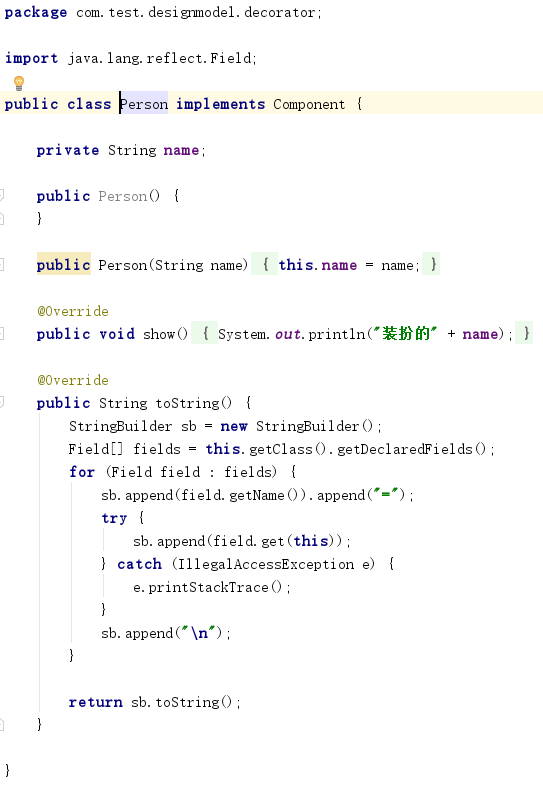 package com.test.designmodel.decorator;
import java.lang.reflect.Field;
public class Person implements Component {
private String name;
public Person() {
}
public Person(String name) { this.name = name; }
@Override
public void show() { System.out.println("装扮的" + name); }
@Override
public String toString() {
StringBuilder sb = new StringBuilder();
Field[] fields = this.getClass().getDeclaredFields();
for (Field field : fields) {
sb.append(field.getName()).append("=");
try {
sb.append(field.get(this));
} catch (IllegalAccessException e) {
e.printStackTrace();
}
sb.append("\n");
}
return sb.toString();
}
}